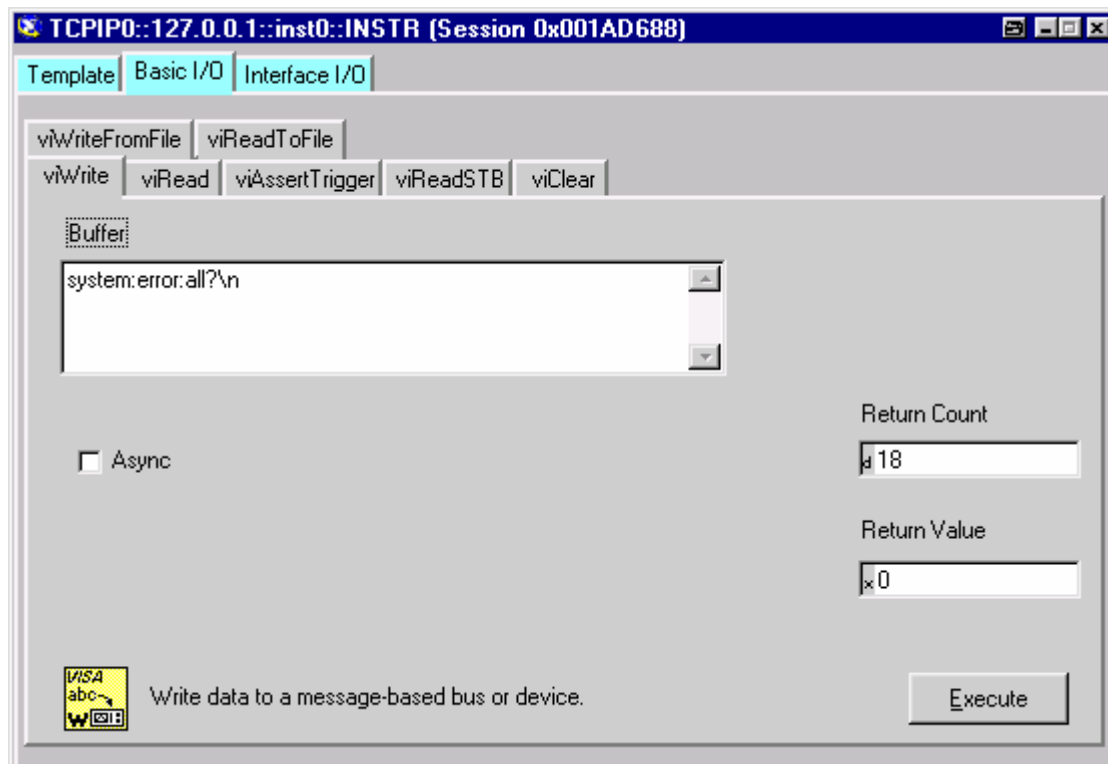 TCPIP0::127.0.0.1::inst0::INSTR (Session 0x001AD688)
Template Basic I/O Interface I/O
viWriteFromFile viReadToFile
viWrite viRead viAssertTrigger viReadSTB viClear
Buffer
system:error:all?\n
Return Count
Async
d 18
Return Value
x 0
VISA
abc
W
Write data to a message-based bus or device.
Execute